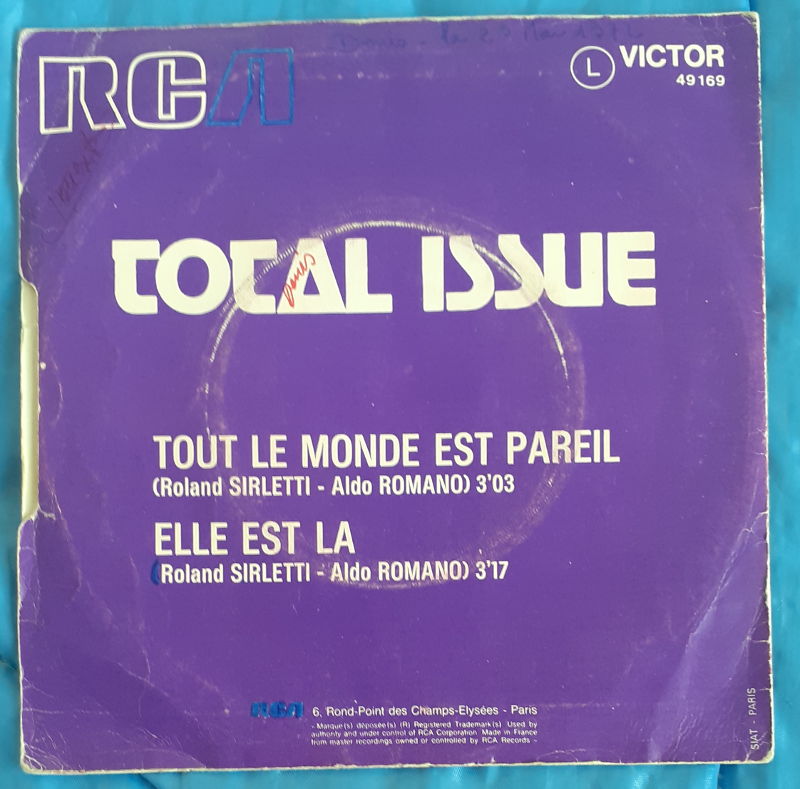 RCA
VICTOR
L
49169
TOTAL ISSUE
TOUT LE MONDE EST PAREIL
(Roland SIRLETTI - Aldo ROMANO) 3'03
ELLE EST LA
(Roland SIRLETTI - Aldo ROMANO) 3'17
RCA 6, Rond-Point des Champs-Elysées - Paris
- Marque(s) déposée(s) (R) Registered Trademark(s). Used by
authority and under control of RCA Corporation. Made in France
from master recordings owned or controlled by RCA Records -
SIAT - PARIS